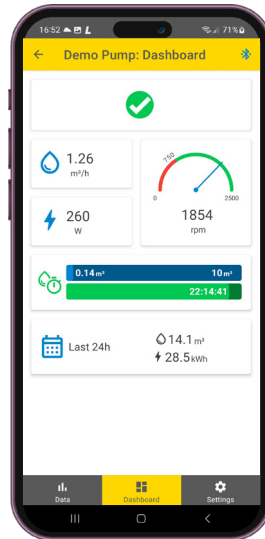 16:52
71%
Demo Pump: Dashboard
1.26
m³/h
260
W
750
0
2500
1854
rpm
0.14 m³
10 m³
22:14:41
Last 24h
14.1 m³
28.5 kWh
Data
Dashboard
Settings